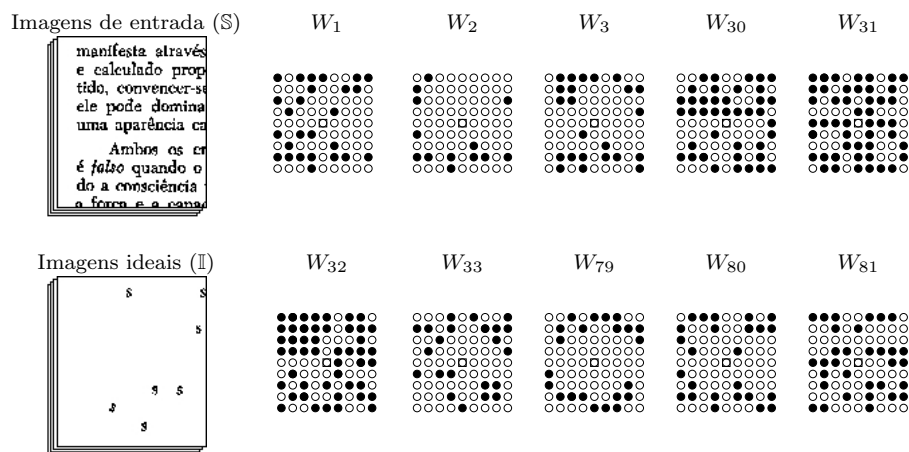 Imagens de entrada (𝕊)
W₁ W₂ W₃ W₃₀ W₃₁
manifesta através
e calculado prop
tido, convencer-se
ele pode domina
uma aparência ca
Ambos os cr
é falso quando o
do a consciência
a força e a capac
Imagens ideais (𝕀)
W₃₂ W₃₃ W₇₉ W₈₀ W₈₁
s s
s
s s
s
s